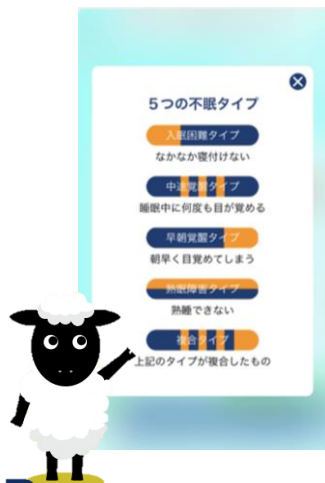 5つの不眠タイプ
入眠困難タイプ
なかなか寝付けない
中途覚醒タイプ
睡眠中に何度も目が覚める
早朝覚醒タイプ
朝早く目覚めてしまう
熟眠障害タイプ
熟睡できない
複合タイプ
上記のタイプが複合したもの